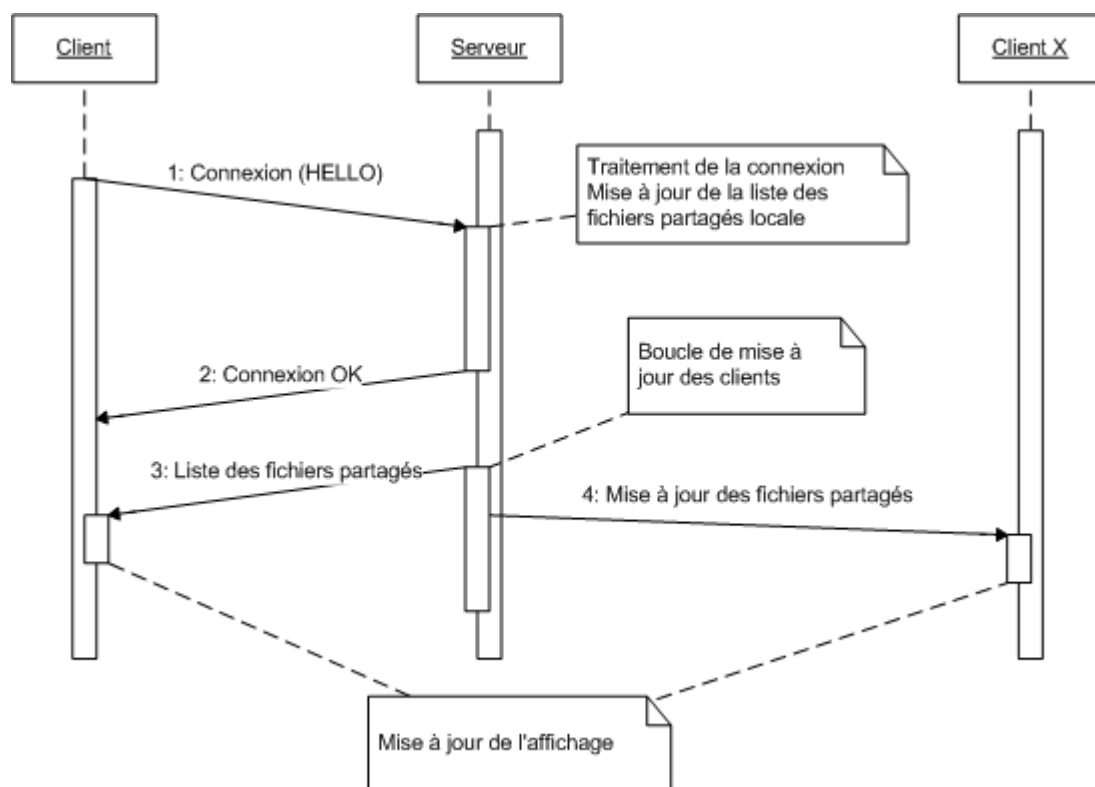 Client
Serveur
Client X
1: Connexion (HELLO)
Traitement de la connexion
Mise à jour de la liste des
fichiers partagés locale
Boucle de mise à
jour des clients
2: Connexion OK
3: Liste des fichiers partagés
4: Mise à jour des fichiers partagés
Mise à jour de l'affichage